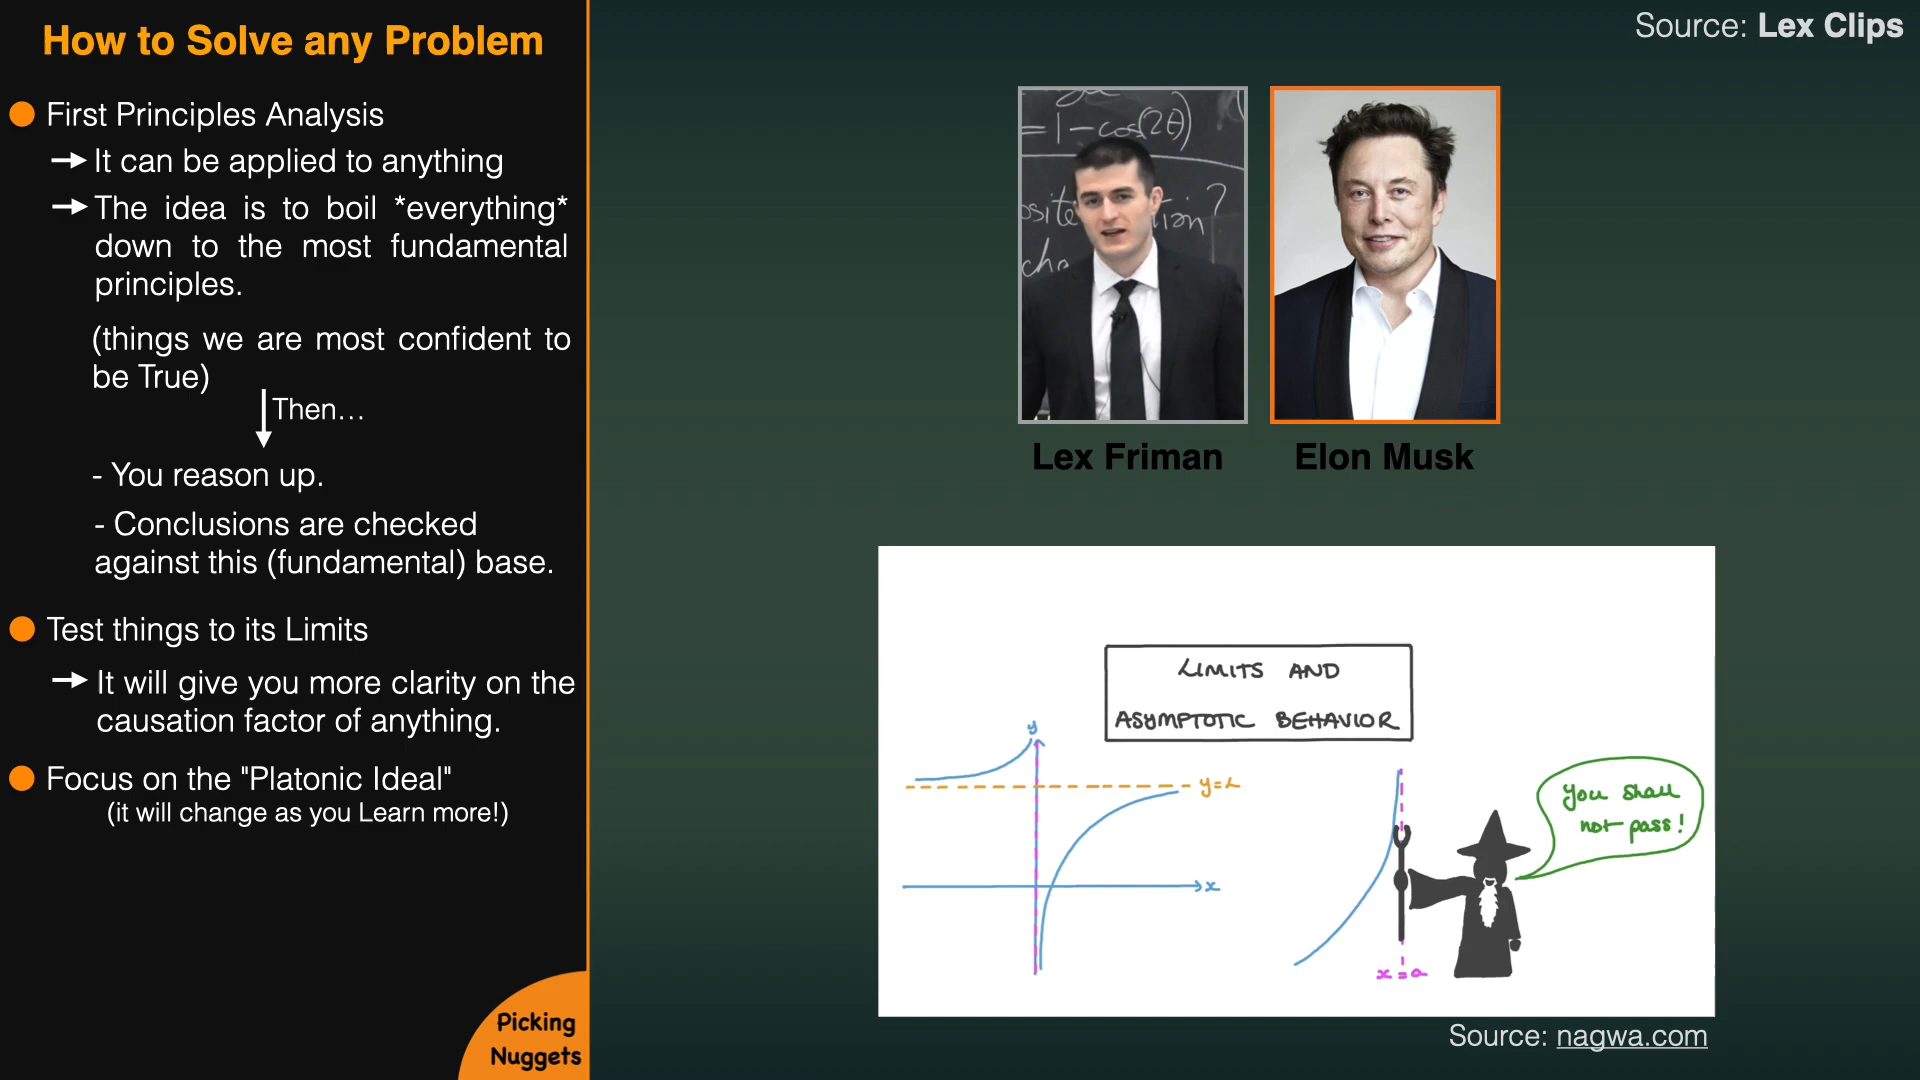 How to Solve any Problem
First Principles Analysis
It can be applied to anything
The idea is to boil *everything*
down to the most fundamental
principles.
(things we are most confident to
be True)
Then...
- You reason up.
- Conclusions are checked
against this (fundamental) base.
Test things to its Limits
It will give you more clarity on the
causation factor of anything.
Focus on the "Platonic Ideal"
(it will change as you Learn more!)
Picking
Nuggets
Source: Lex Clips
= 1 - cos(2θ)
Lex Friman
Elon Musk
LIMITS AND
ASYMPTOTIC BEHAVIOR
y
y=L
x
x=a
You shall
not pass!
Source: nagwa.com